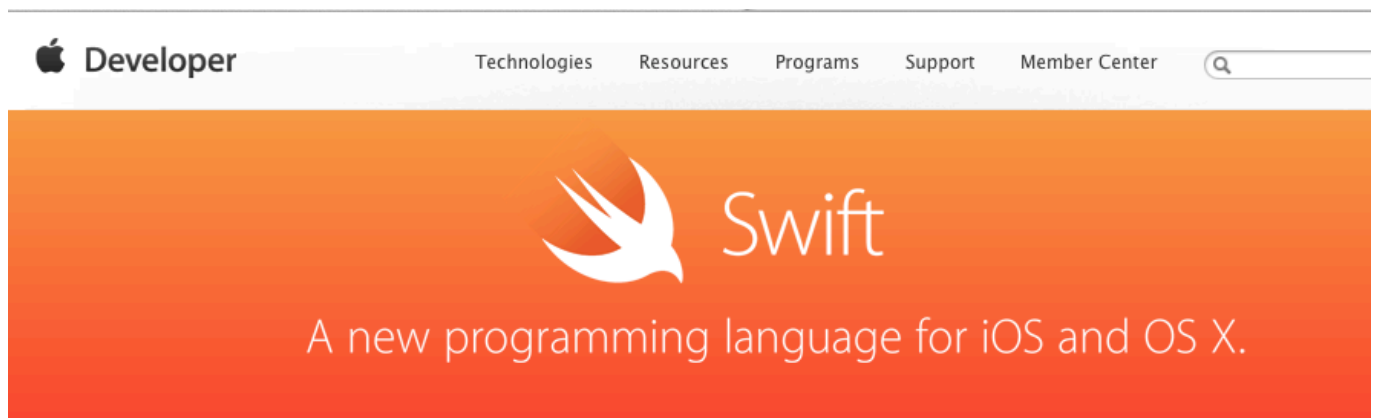 Developer
Technologies Resources Programs Support Member Center
Swift
A new programming language for iOS and OS X.